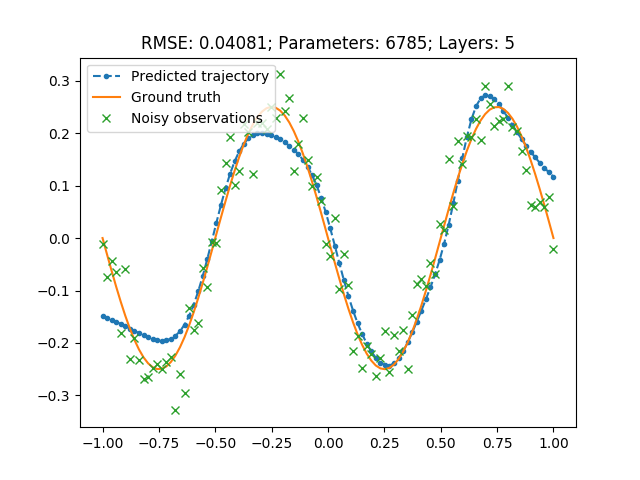 RMSE: 0.04081; Parameters: 6785; Layers: 5
Predicted trajectory
Ground truth
Noisy observations
0.3
0.2
0.1
0.0
−0.1
−0.2
−0.3
−1.00 −0.75 −0.50 −0.25 0.00 0.25 0.50 0.75 1.00